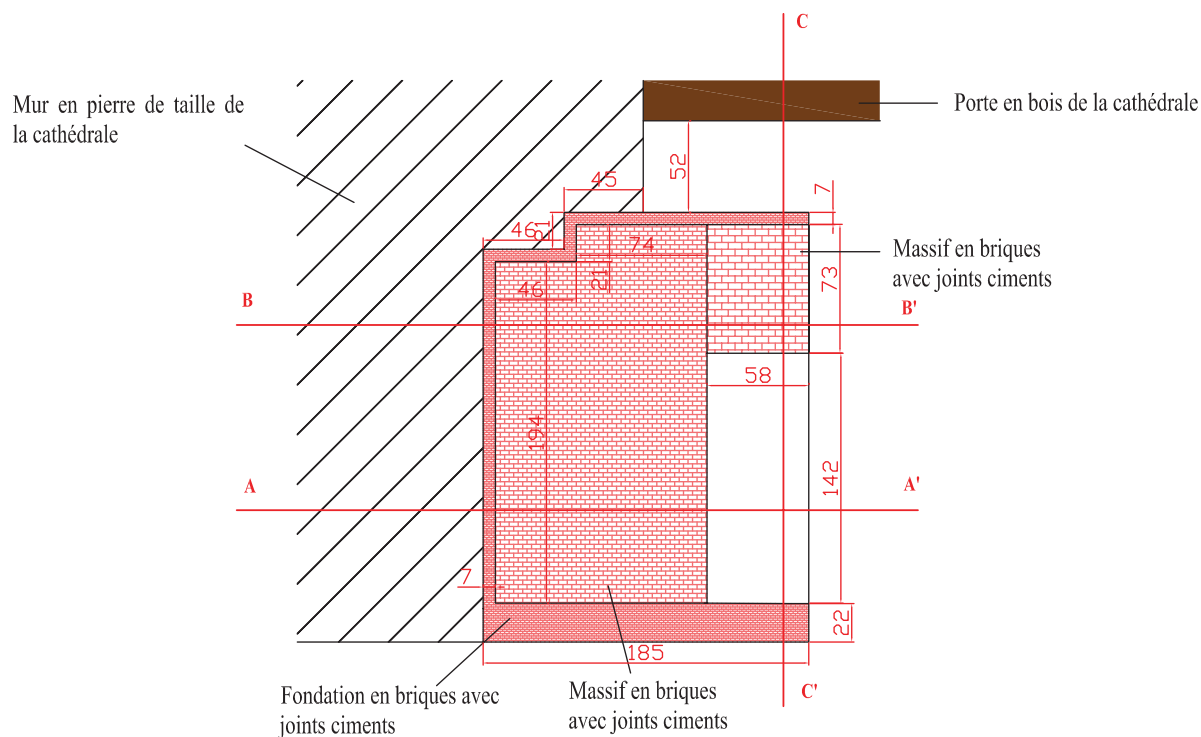 C
Mur en pierre de taille de
la cathédrale
Porte en bois de la cathédrale
45
52
7
46
21
74
21
46
Massif en briques
avec joints ciments
73
B
B'
58
194
142
A
A'
7
22
185
Fondation en briques avec
joints ciments
Massif en briques
avec joints ciments
C'